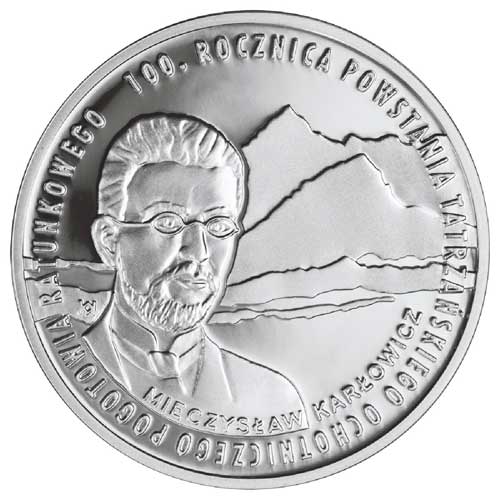 100. ROCZNICA POWSTANIA TATRZAŃSKIEGO OCHOTNICZEGO POGOTOWIA RATUNKOWEGO
MIECZYSŁAW KARŁOWICZ